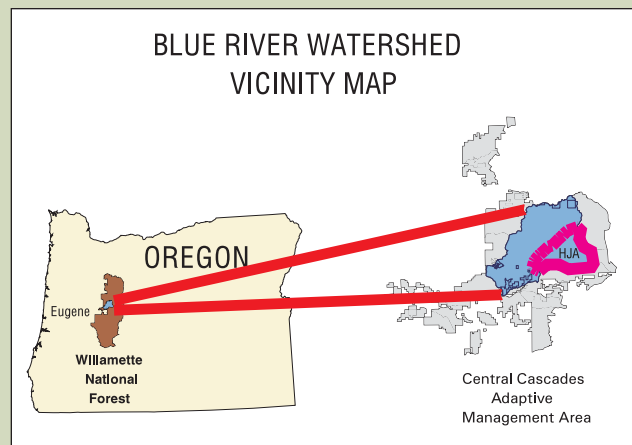 BLUE RIVER WATERSHED
VICINITY MAP
OREGON
HJA
Eugene
Willamette
National
Forest
Central Cascades
Adaptive
Management Area